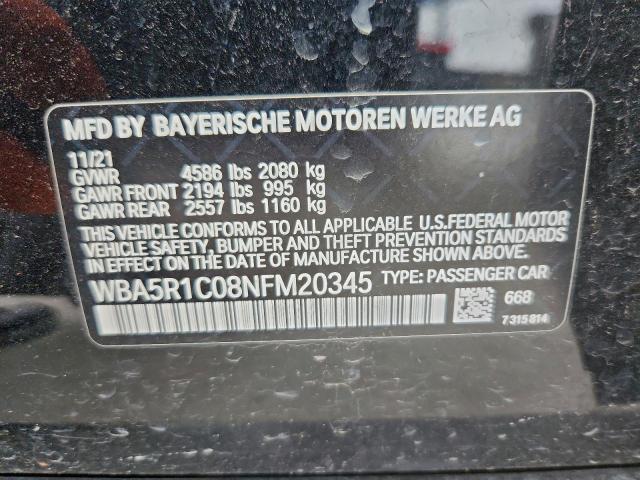 MFD BY BAYERISCHE MOTOREN WERKE AG
11/21
GVWR 4586 lbs 2080 kg
GAWR FRONT 2194 lbs 995 kg
GAWR REAR 2557 lbs 1160 kg
THIS VEHICLE CONFORMS TO ALL APPLICABLE U.S.FEDERAL MOTOR
VEHICLE SAFETY, BUMPER, AND THEFT PREVENTION STANDARDS
IN EFFECT ON THE DATE OF MANUFACTURE SHOWN ABOVE.
WBA5R1C08NFM20345 TYPE: PASSENGER CAR
668
7315814